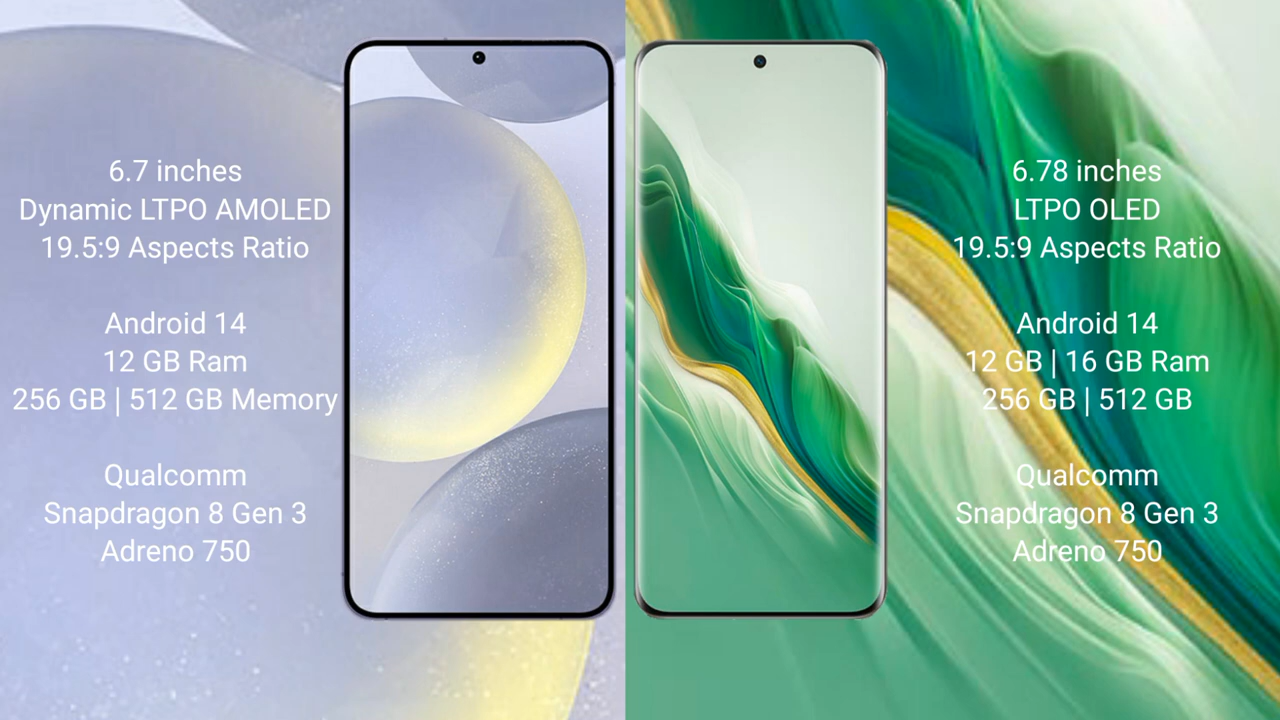 6.7 inches
Dynamic LTPO AMOLED
19.5:9 Aspects Ratio
Android 14
12 GB Ram
256 GB | 512 GB Memory
Qualcomm
Snapdragon 8 Gen 3
Adreno 750
6.78 inches
LTPO OLED
19.5:9 Aspects Ratio
Android 14
12 GB | 16 GB Ram
256 GB | 512 GB
Qualcomm
Snapdragon 8 Gen 3
Adreno 750